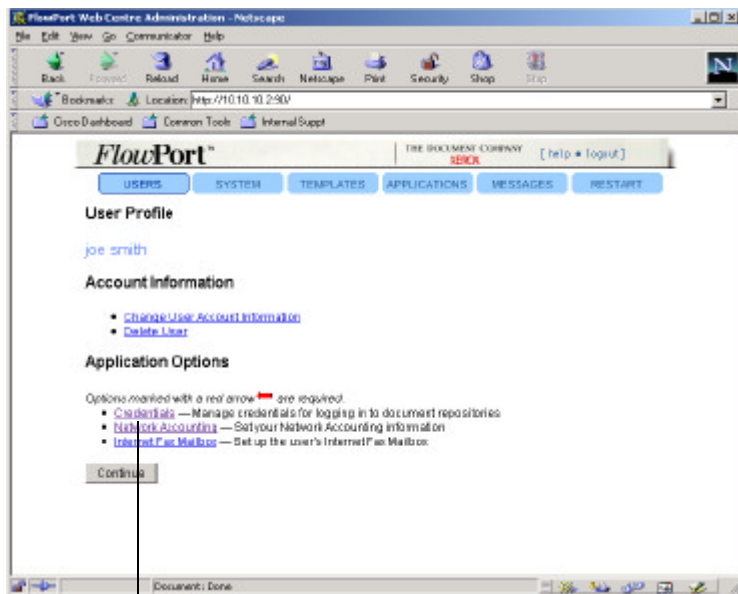 FlowPort Web Centre Administration - Netscape
File Edit View Go Communicator Help
Back Forward Reload Home Search Netscape Print Security Shop Stop
N
Bookmarks Location: http://10.10.10.2:90/
Cisco Dashboard Common Tools Internal Suppt
FlowPort™ THE DOCUMENT COMPANY XEROX [ help • logout ]
USERS SYSTEM TEMPLATES APPLICATIONS MESSAGES RESTART
User Profile
joe smith
Account Information
• Change User Account Information
• Delete User
Application Options
Options marked with a red arrow are required.
• Credentials — Manage credentials for logging in to document repositories
• Network Accounting — Set your Network Accounting information
• Internet Fax Mailbox — Set up the user's Internet Fax Mailbox
Continue
Document: Done